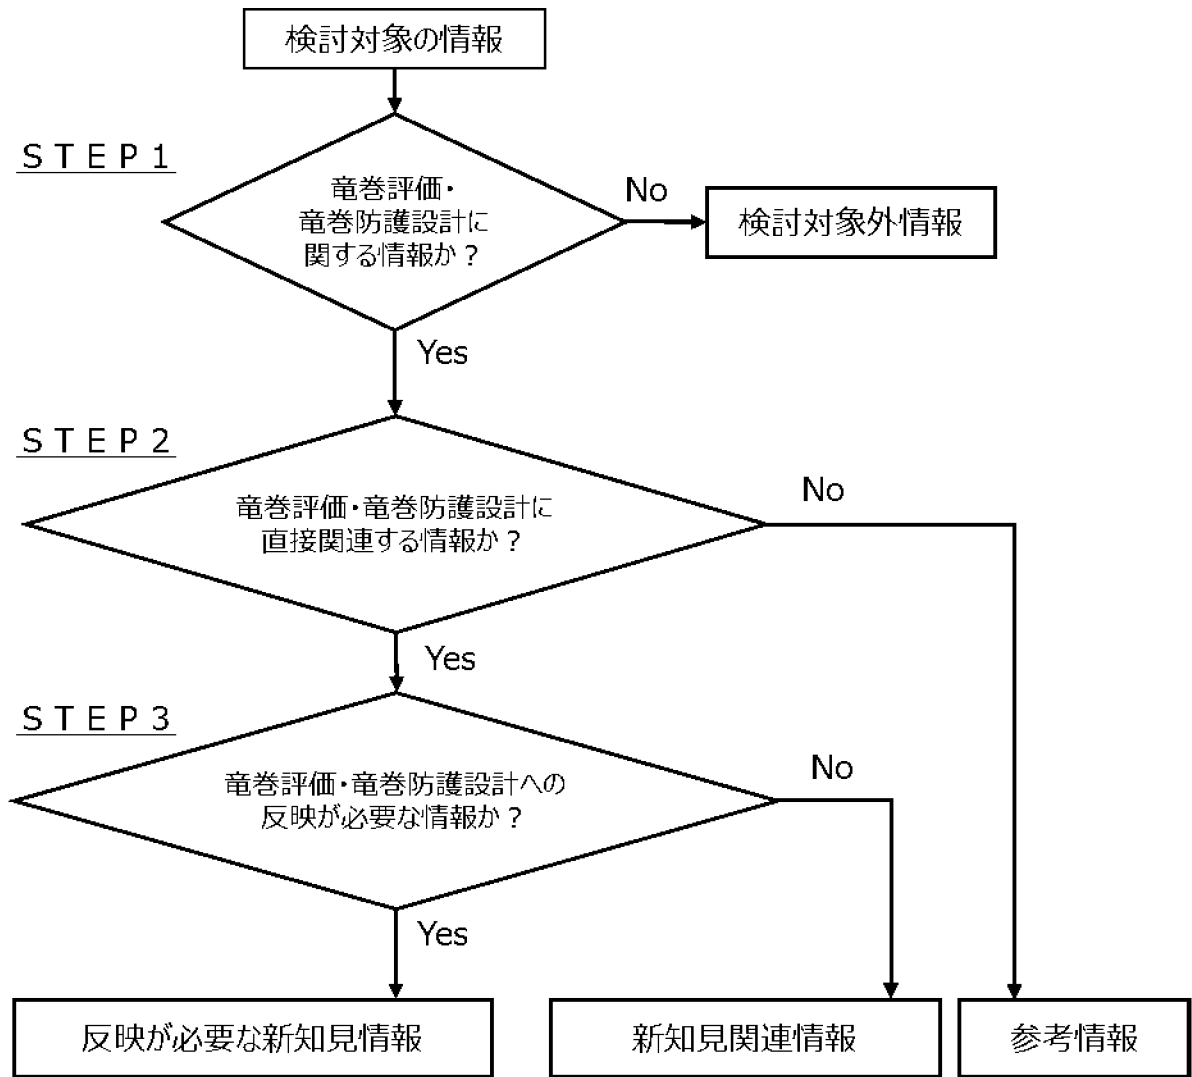 検討対象の情報
ＳＴＥＰ１
竜巻評価・
竜巻防護設計に
関する情報か？
No
検討対象外情報
Yes
ＳＴＥＰ２
竜巻評価・竜巻防護設計に
直接関連する情報か？
No
Yes
ＳＴＥＰ３
竜巻評価・竜巻防護設計への
反映が必要な情報か？
No
Yes
反映が必要な新知見情報
新知見関連情報
参考情報